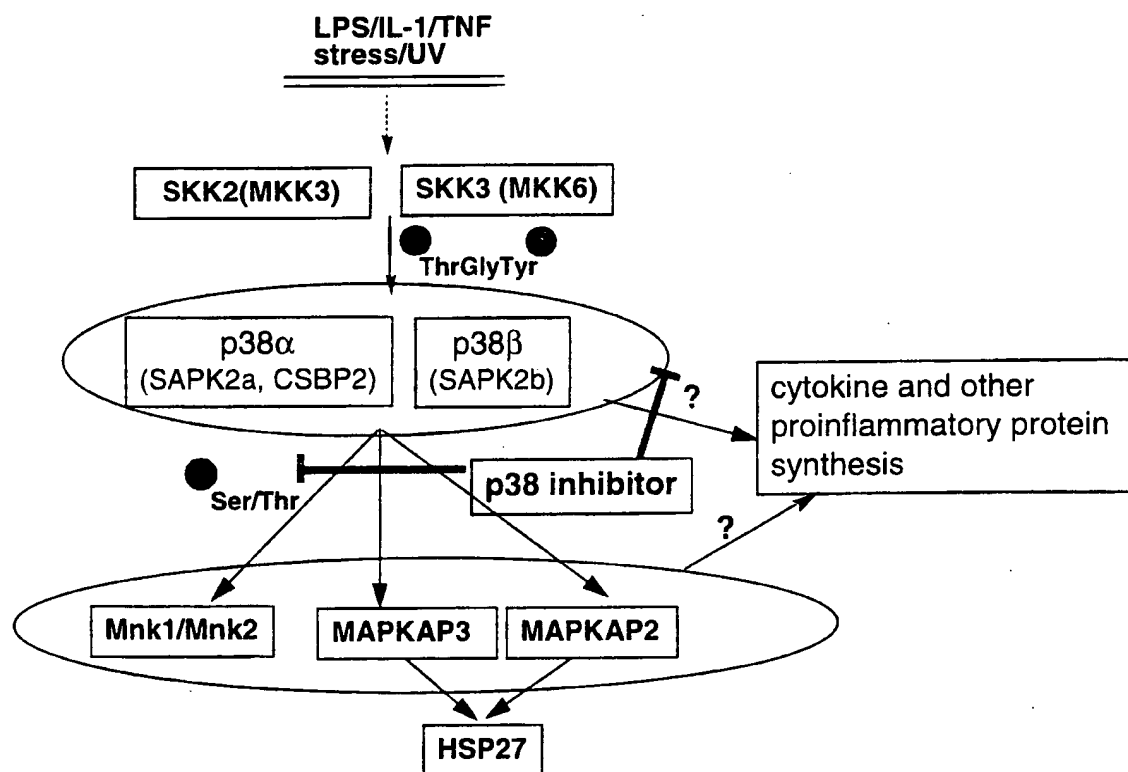 LPS/IL-1/TNF
stress/UV
SKK2(MKK3)
SKK3 (MKK6)
ThrGlyTyr
p38α
(SAPK2a, CSBP2)
p38β
(SAPK2b)
?
cytokine and other
proinflammatory protein
synthesis
Ser/Thr
p38 inhibitor
?
Mnk1/Mnk2
MAPKAP3
MAPKAP2
HSP27